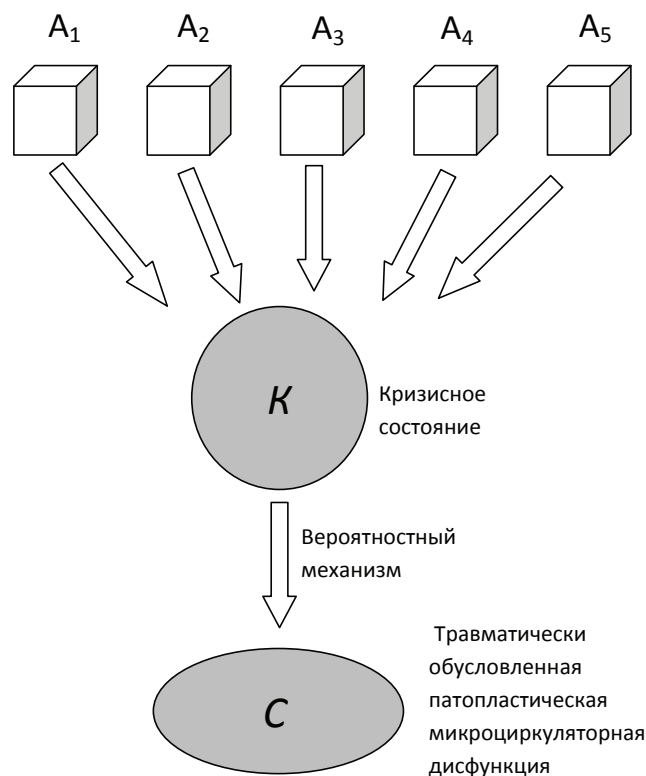 A₁ A₂ A₃ A₄ A₅
К
Кризисное
состояние
Вероятностный
механизм
С
Травматически
обусловленная
патопластическая
микроциркуляторная
дисфункция